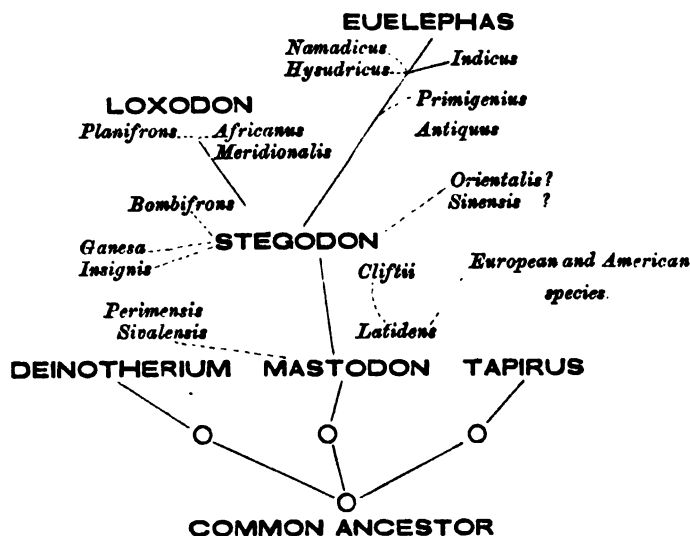 EUELEPHAS
Namadicus
Hysudricus
Indicus
LOXODON
Primigenius
Planifrons
Africanus
Antiquus
Meridionalis
Orientalis ?
Bombifrons
Sinensis ?
STEGODON
Ganesa
Insignis
Cliftii
European and American
species.
Perimensis
Sivalensis
Latidens
DEINOTHERIUM MASTODON TAPIRUS
COMMON ANCESTOR